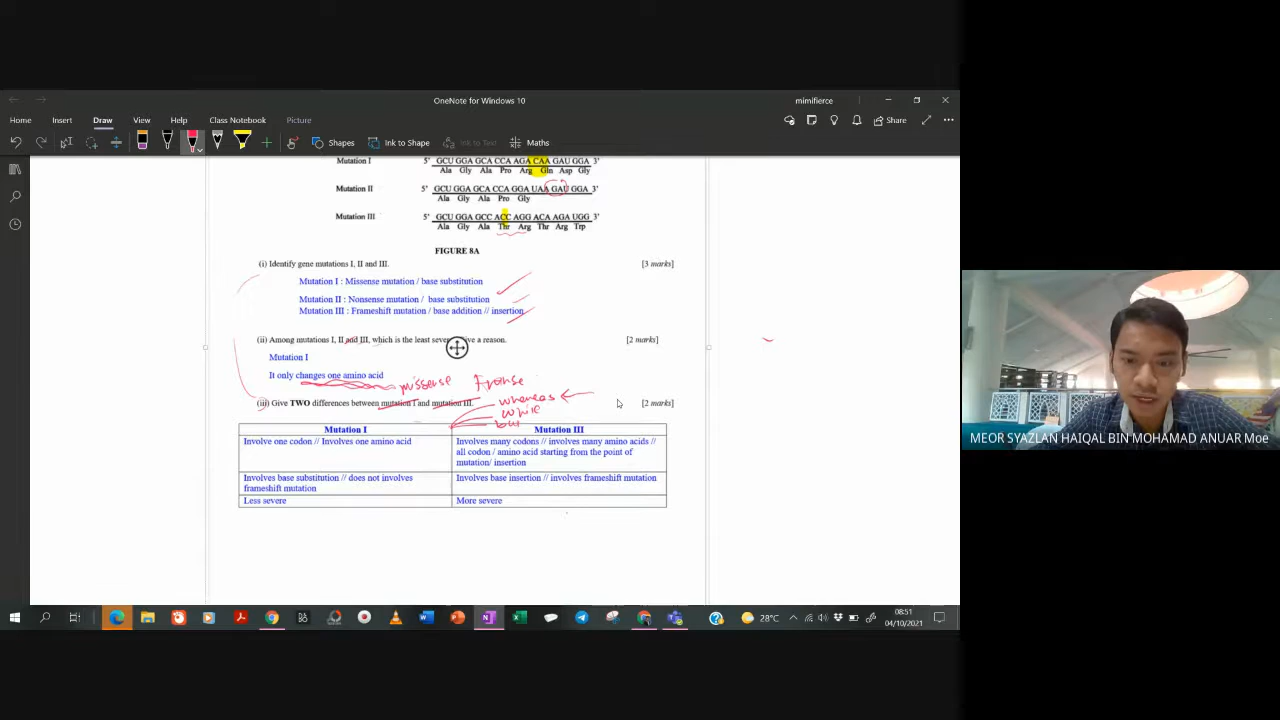 OneNote for Windows 10
mimifierce
Home
Insert
Draw
View
Help
Class Notebook
Picture
Share
Shapes
Ink to Shape
Ink to Text
Maths
Mutation I 5' GCU GGA GCA CCA AGA CAA GAU GGA 3'
Ala Gly Ala Pro Arg Gln Asp Gly
Mutation II 5' GCU GGA GCA CCA GGA UAA GAU GGA 3'
Ala Gly Ala Pro Gly
Mutation III 5' GCU GGA GCC ACC AGG ACA AGA UGG 3'
Ala Gly Ala Thr Arg Thr Arg Trp
FIGURE 8A
(i) Identify gene mutations I, II and III. [3 marks]
Mutation I : Missense mutation / base substitution
Mutation II : Nonsense mutation / base substitution
Mutation III : Frameshift mutation / base addition // insertion
(ii) Among mutations I, II and III, which is the least a reason. [2 marks]
Mutation I
It only changes one amino acid
missense
(iii) Give TWO differences between mutation I and mutation III. [2 marks]
whereas
while
but
Mutation I
Mutation III
Involve one codon // Involves one amino acid
Involves many codons // involves many amino acids //
all codon / amino acid starting from the point of
mutation/ insertion
Involves base substitution // does not involves
frameshift mutation
Involves base insertion // involves frameshift mutation
Less severe
More severe
MEOR SYAZLAN HAIQAL BIN MOHAMAD ANUAR Moe
28°C
08:51
04/10/2021